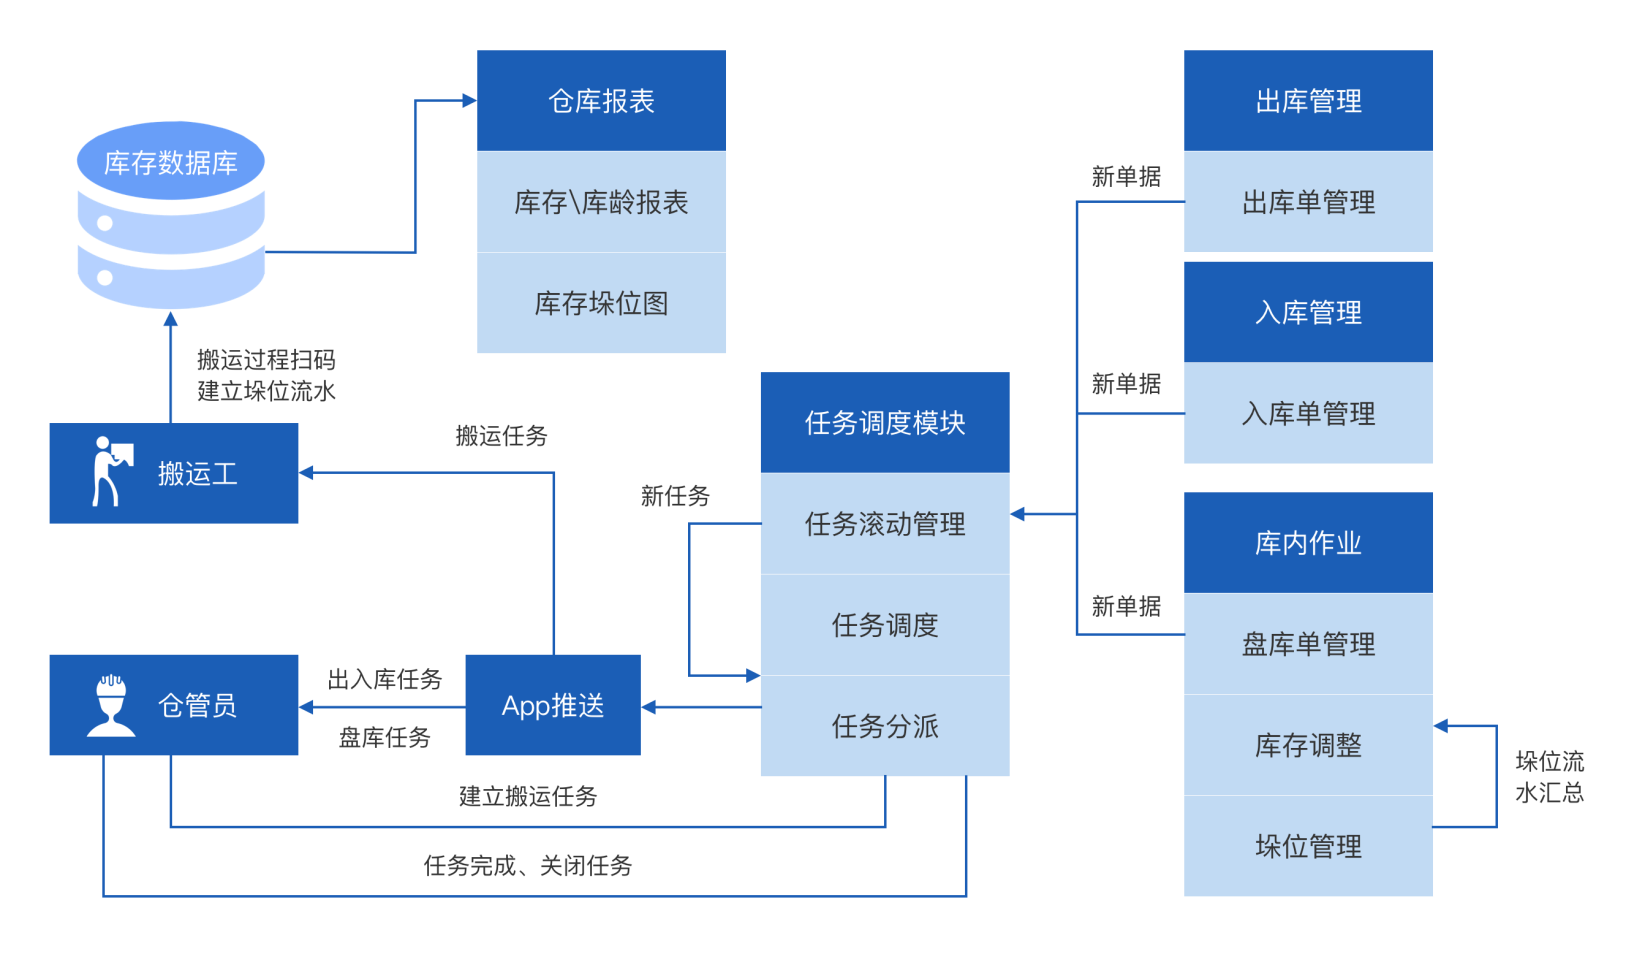 仓库报表
库存\库龄报表
库存垛位图
库存数据库
搬运过程扫码
建立垛位流水
搬运工
搬运任务
仓管员
出入库任务
盘库任务
App推送
建立搬运任务
任务完成、关闭任务
新任务
任务调度模块
任务滚动管理
任务调度
任务分派
新单据
新单据
新单据
出库管理
出库单管理
入库管理
入库单管理
库内作业
盘库单管理
库存调整
垛位管理
垛位流
水汇总